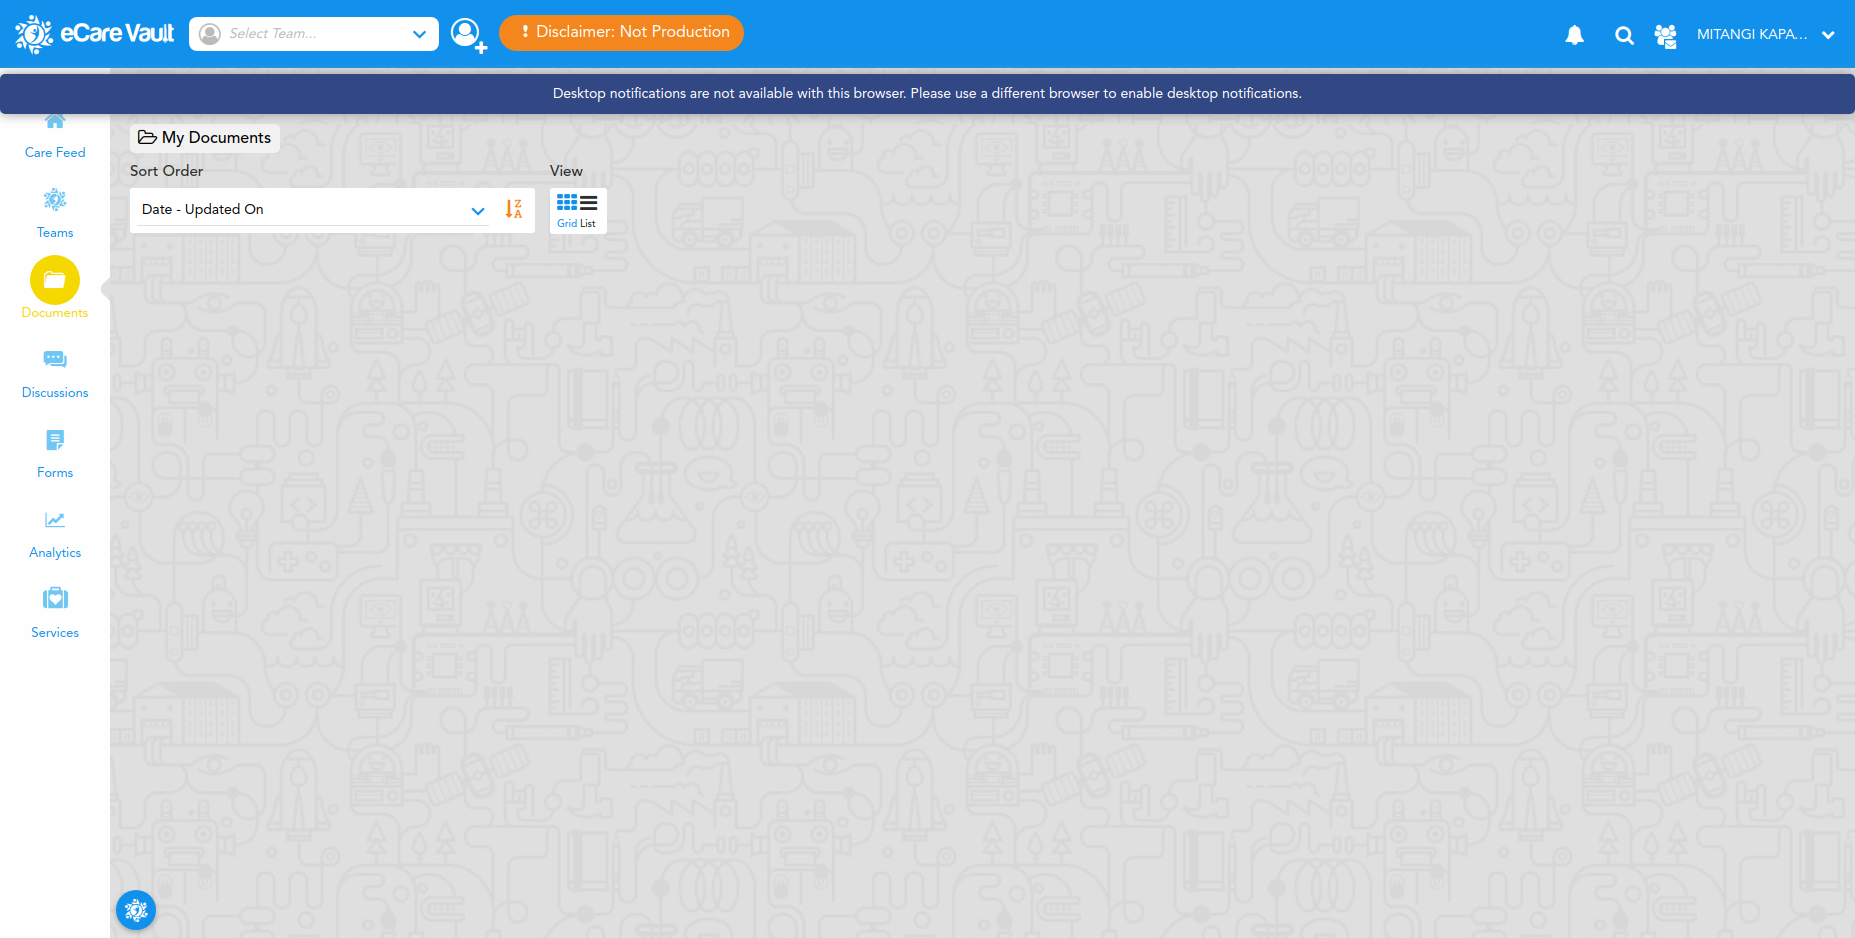 eCare Vault
Select Team...
! Disclaimer: Not Production
MITANGI KAPA...
Desktop notifications are not available with this browser. Please use a different browser to enable desktop notifications.
Care Feed
Teams
Documents
Discussions
Forms
Analytics
Services
My Documents
Sort Order
View
Date - Updated On
Z
A
Grid List